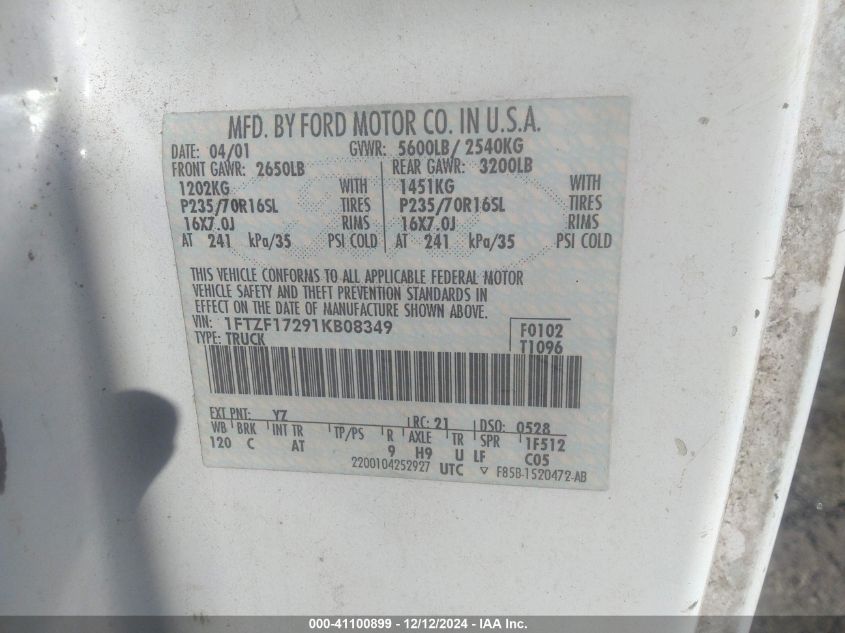 MFD. BY FORD MOTOR CO. IN U.S.A.
DATE: 04/01 GVWR: 5600LB/ 2540KG
FRONT GAWR: 2650LB REAR GAWR: 3200LB
1202KG WITH 1451KG WITH
P235/70R16SL TIRES P235/70R16SL TIRES
16X7.0J RIMS 16X7.0J RIMS
AT 241 kPa/35 PSI COLD AT 241 kPa/35 PSI COLD
THIS VEHICLE CONFORMS TO ALL APPLICABLE FEDERAL MOTOR
VEHICLE SAFETY AND THEFT PREVENTION STANDARDS IN
EFFECT ON THE DATE OF MANUFACTURE SHOWN ABOVE.
VIN: 1FTZF17291KB08349 F0102
TYPE: TRUCK T1096
EXT PNT: YZ RC: 21 DSO: 0528
WB BRK INT TR TP/PS R AXLE TR SPR 1F512
120 C AT 9 H9 U LF C05
2200104252927 UTC F85B-1520472-AB
000-41100899 - 12/12/2024 - IAA Inc.